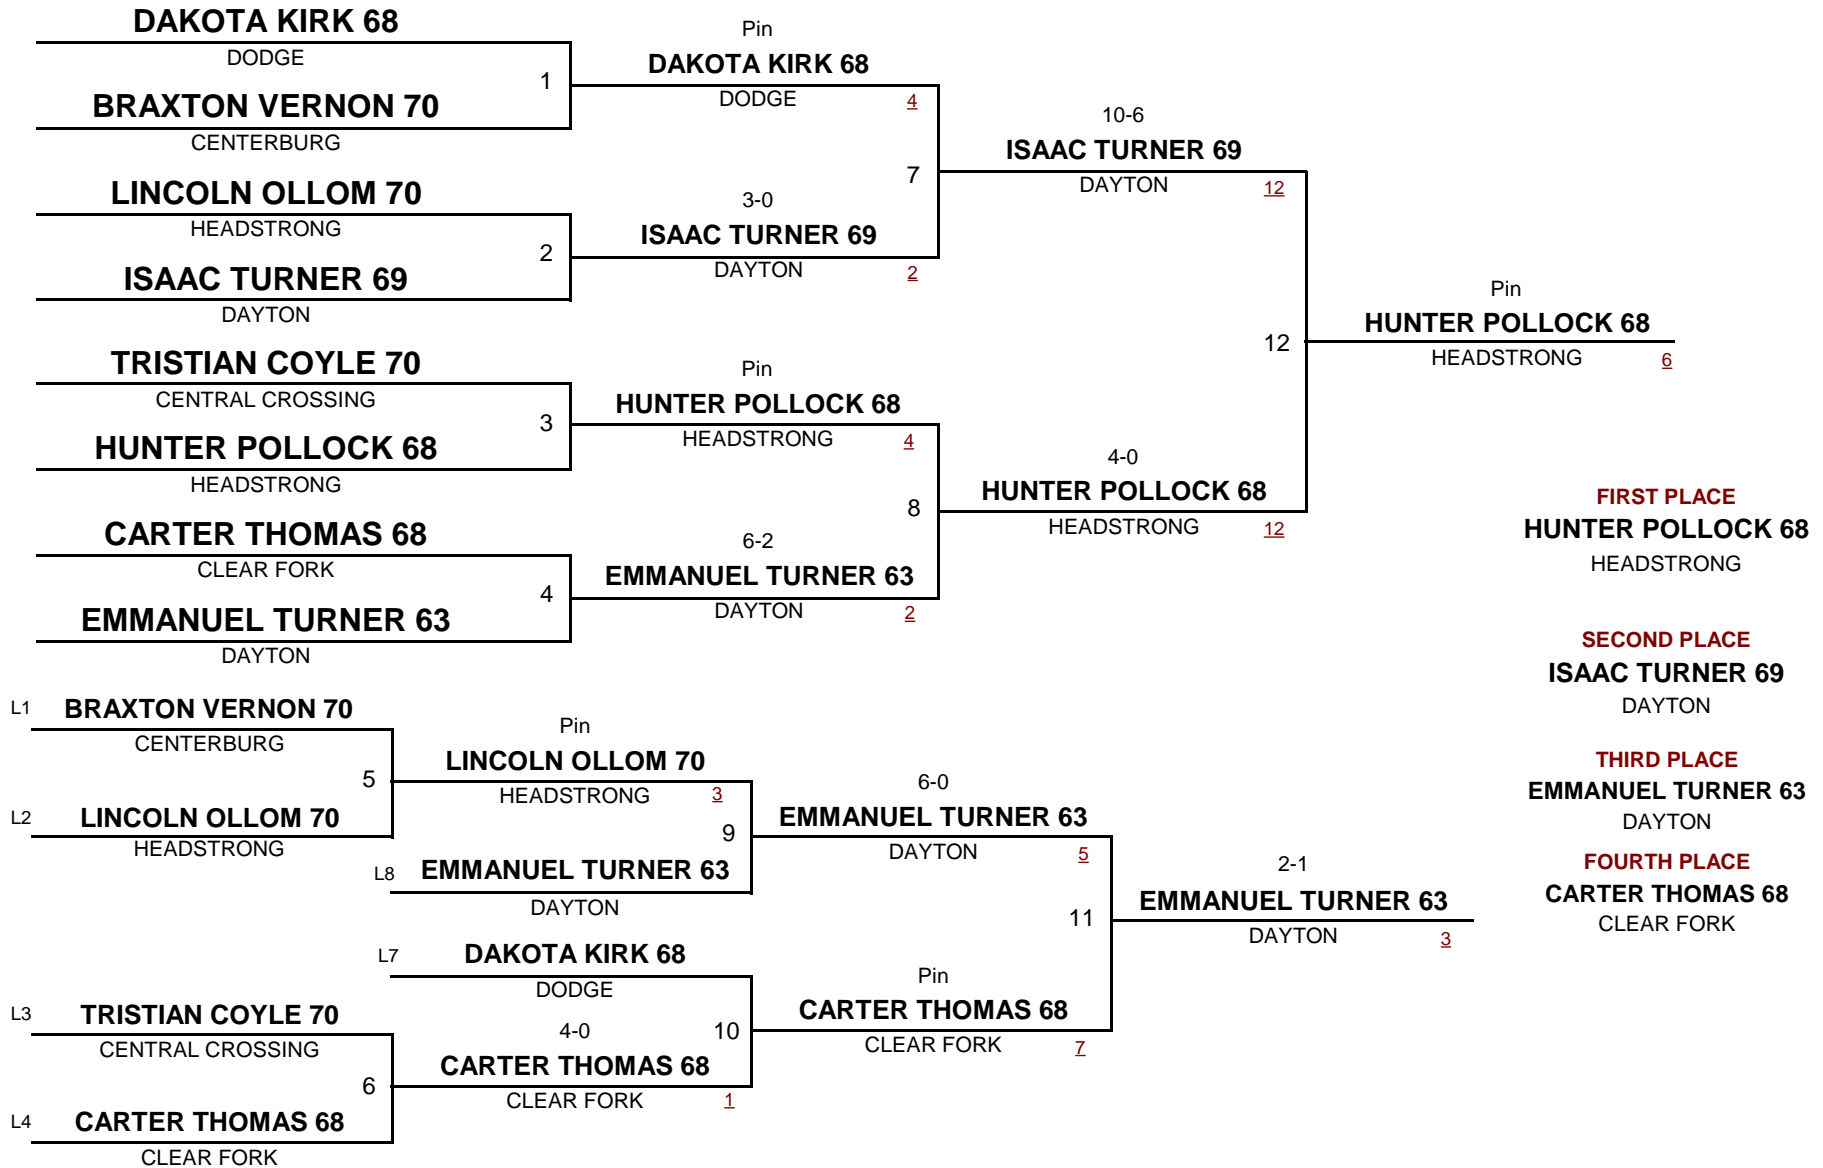 DAKOTA KIRK 68
DODGE
1
BRAXTON VERNON 70
CENTERBURG
LINCOLN OLLOM 70
HEADSTRONG
2
ISAAC TURNER 69
DAYTON
TRISTIAN COYLE 70
CENTRAL CROSSING
3
HUNTER POLLOCK 68
HEADSTRONG
CARTER THOMAS 68
CLEAR FORK
4
EMMANUEL TURNER 63
DAYTON
Pin
DAKOTA KIRK 68
DODGE 4
7
3-0
ISAAC TURNER 69
DAYTON 2
Pin
HUNTER POLLOCK 68
HEADSTRONG 4
8
6-2
EMMANUEL TURNER 63
DAYTON 2
10-6
ISAAC TURNER 69
DAYTON 12
12
4-0
HUNTER POLLOCK 68
HEADSTRONG 12
Pin
HUNTER POLLOCK 68
HEADSTRONG 6
FIRST PLACE
HUNTER POLLOCK 68
HEADSTRONG
SECOND PLACE
ISAAC TURNER 69
DAYTON
THIRD PLACE
EMMANUEL TURNER 63
DAYTON
FOURTH PLACE
CARTER THOMAS 68
CLEAR FORK
L1 BRAXTON VERNON 70
CENTERBURG
5
L2 LINCOLN OLLOM 70
HEADSTRONG
L3 TRISTIAN COYLE 70
CENTRAL CROSSING
6
L4 CARTER THOMAS 68
CLEAR FORK
Pin
LINCOLN OLLOM 70
HEADSTRONG 3
9
L8 EMMANUEL TURNER 63
DAYTON
L7 DAKOTA KIRK 68
DODGE
10
4-0
CARTER THOMAS 68
CLEAR FORK 1
6-0
EMMANUEL TURNER 63
DAYTON 5
11
Pin
CARTER THOMAS 68
CLEAR FORK 7
2-1
EMMANUEL TURNER 63
DAYTON 3